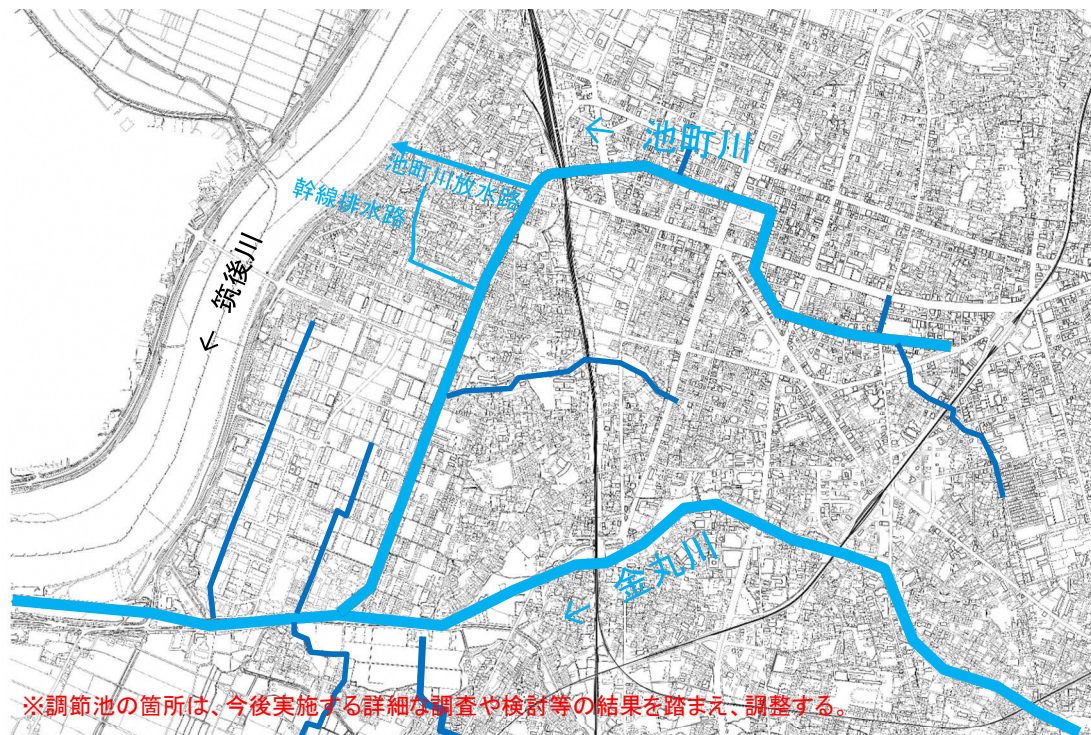 ← 池町川
池町川放水路
幹線排水路
← 筑後川
← 金丸川
※調節池の箇所は、今後実施する詳細な調査や検討等の結果を踏まえ、調整する。